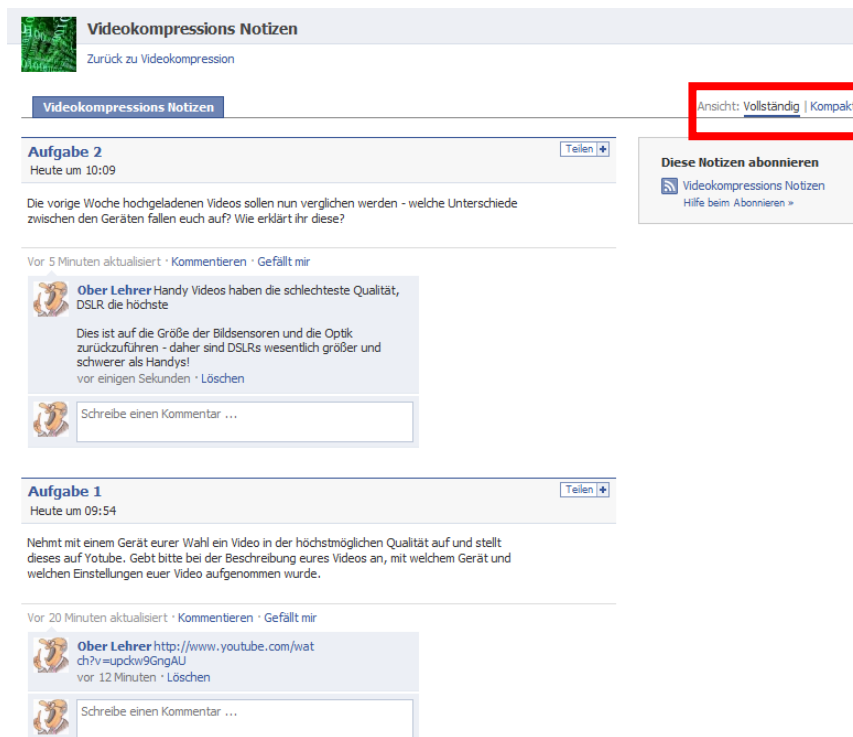 Videokompressions Notizen
Zurück zu Videokompression
Videokompressions Notizen
Ansicht: Vollständig | Kompakt
Aufgabe 2
Teilen +
Heute um 10:09
Die vorige Woche hochgeladenen Videos sollen nun verglichen werden - welche Unterschiede
zwischen den Geräten fallen euch auf? Wie erklärt ihr diese?
Vor 5 Minuten aktualisiert · Kommentieren · Gefällt mir
Ober Lehrer Handy Videos haben die schlechteste Qualität,
DSLR die höchste
Dies ist auf die Größe der Bildsensoren und die Optik
zurückzuführen - daher sind DSLRs wesentlich größer und
schwerer als Handys!
vor einigen Sekunden · Löschen
Schreibe einen Kommentar ...
Diese Notizen abonnieren
Videokompressions Notizen
Hilfe beim Abonnieren »
Aufgabe 1
Teilen +
Heute um 09:54
Nehmt mit einem Gerät eurer Wahl ein Video in der höchstmöglichen Qualität auf und stellt
dieses auf Yotube. Gebt bitte bei der Beschreibung eures Videos an, mit welchem Gerät und
welchen Einstellungen euer Video aufgenommen wurde.
Vor 20 Minuten aktualisiert · Kommentieren · Gefällt mir
Ober Lehrer http://www.youtube.com/wat
ch?v=upckw9GngAU
vor 12 Minuten · Löschen
Schreibe einen Kommentar ...